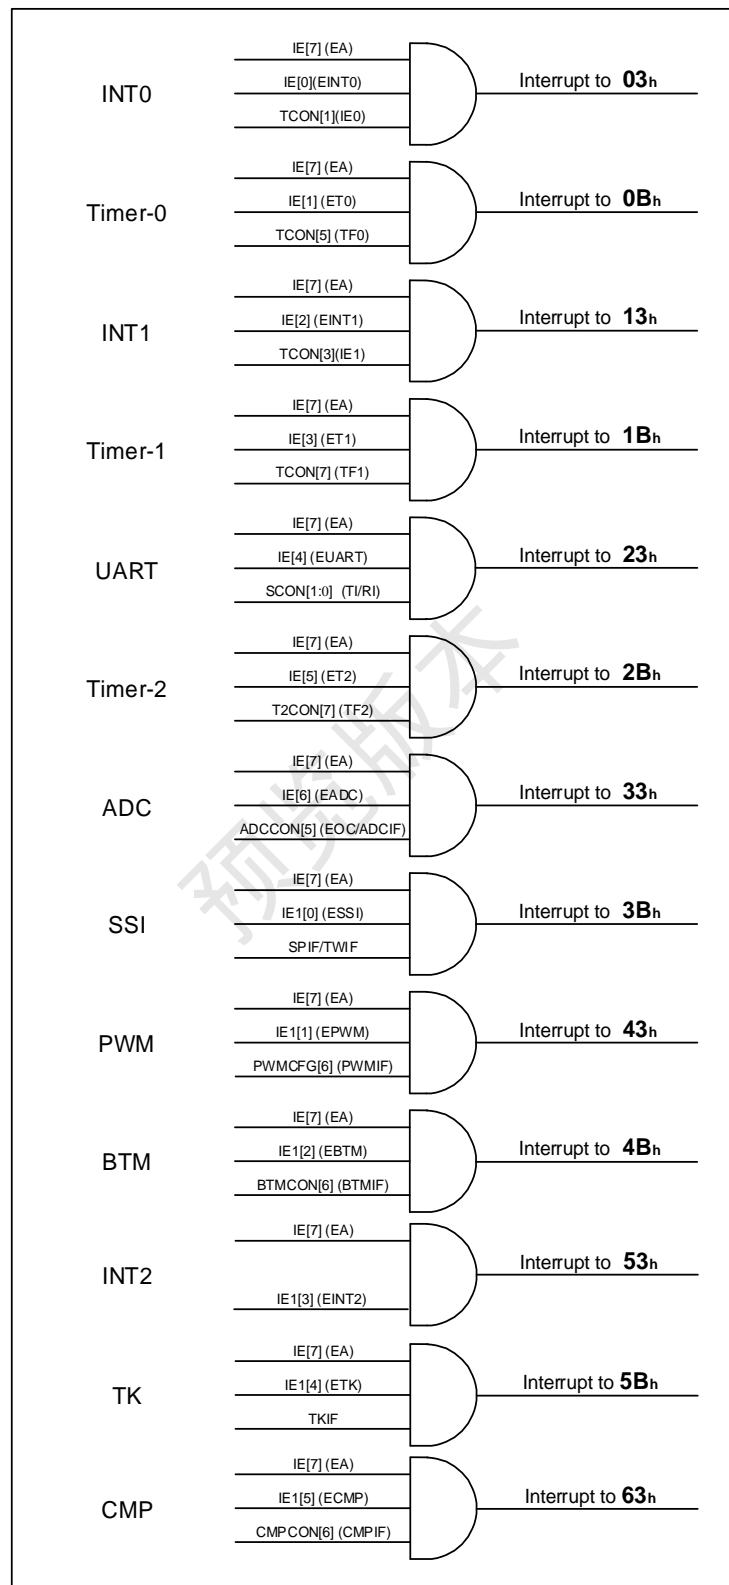 IE[7] (EA)
INT0 IE[0](EINT0) Interrupt to 03h
TCON[1](IE0)
IE[7] (EA)
Timer-0 IE[1] (ET0) Interrupt to 0Bh
TCON[5] (TF0)
IE[7] (EA)
INT1 IE[2] (EINT1) Interrupt to 13h
TCON[3](IE1)
IE[7] (EA)
Timer-1 IE[3] (ET1) Interrupt to 1Bh
TCON[7] (TF1)
IE[7] (EA)
UART IE[4] (EUART) Interrupt to 23h
SCON[1:0] (TI/RI)
IE[7] (EA)
Timer-2 IE[5] (ET2) Interrupt to 2Bh
T2CON[7] (TF2)
IE[7] (EA)
ADC IE[6] (EADC) Interrupt to 33h
ADCCON[5] (EOC/ADCIF)
IE[7] (EA)
SSI IE1[0] (ESSI) Interrupt to 3Bh
SPIF/TWIF
IE[7] (EA)
PWM IE1[1] (EPWM) Interrupt to 43h
PWMCFG[6] (PWMIF)
IE[7] (EA)
BTM IE1[2] (EBTM) Interrupt to 4Bh
BTMCON[6] (BTMIF)
IE[7] (EA)
INT2 Interrupt to 53h
IE1[3] (EINT2)
IE[7] (EA)
TK IE1[4] (ETK) Interrupt to 5Bh
TKIF
IE[7] (EA)
CMP IE1[5] (ECMP) Interrupt to 63h
CMPCON[6] (CMPIF)
预览版本